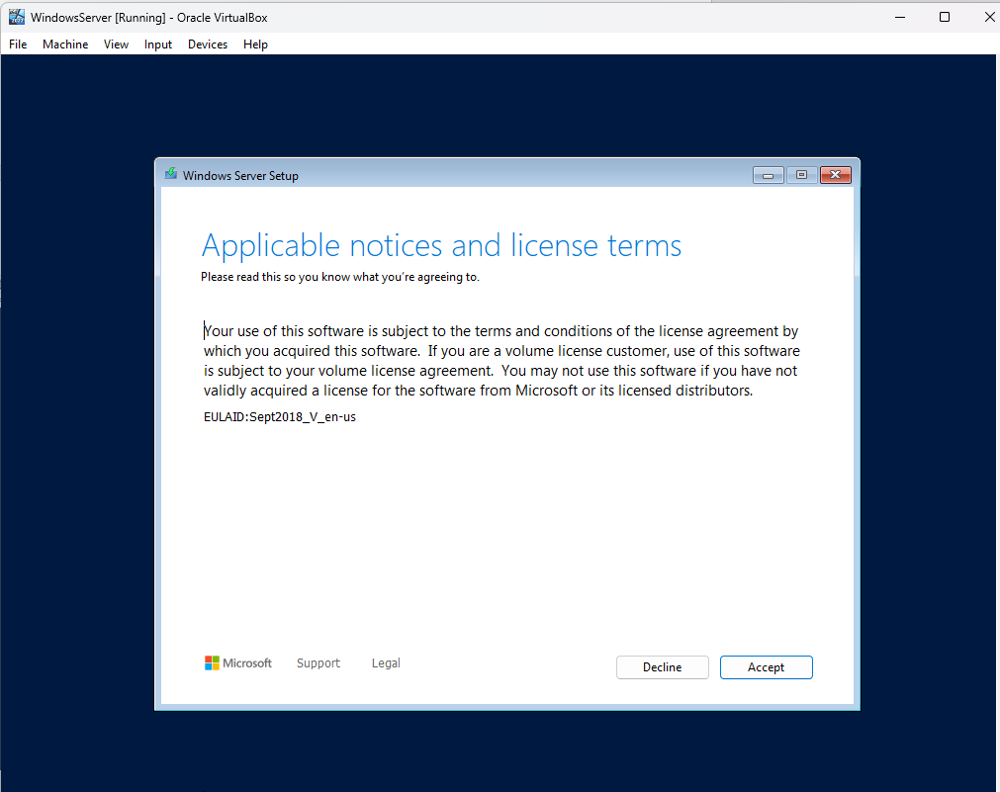 WindowsServer [Running] - Oracle VirtualBox
File Machine View Input Devices Help
Windows Server Setup
Applicable notices and license terms
Please read this so you know what you're agreeing to.
Your use of this software is subject to the terms and conditions of the license agreement by
which you acquired this software.  If you are a volume license customer, use of this software
is subject to your volume license agreement.  You may not use this software if you have not
validly acquired a license for the software from Microsoft or its licensed distributors.
EULAID:Sept2018_V_en-us
Microsoft Support Legal Decline Accept